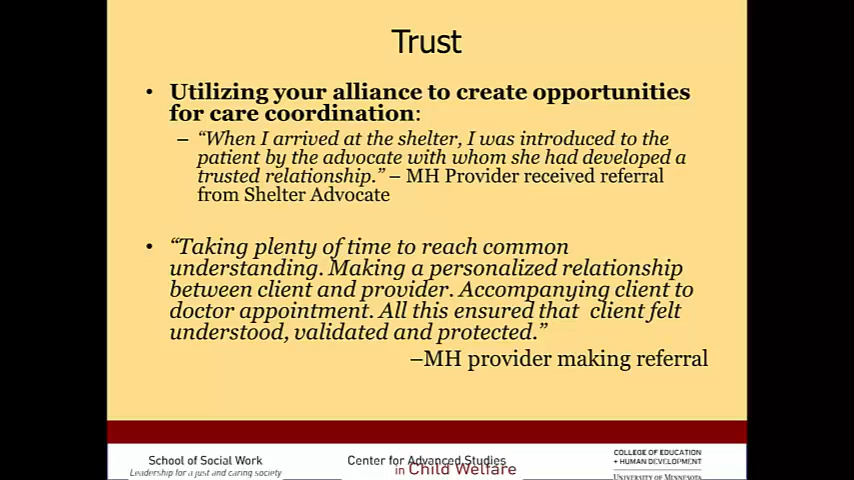 Trust
• Utilizing your alliance to create opportunities
for care coordination:
– “When I arrived at the shelter, I was introduced to the
patient by the advocate with whom she had developed a
trusted relationship.” – MH Provider received referral
from Shelter Advocate
• “Taking plenty of time to reach common
understanding. Making a personalized relationship
between client and provider. Accompanying client to
doctor appointment. All this ensured that client felt
understood, validated and protected.”
–MH provider making referral
School of Social Work
Leadership for a just and caring society
Center for Advanced Studies
in Child Welfare
COLLEGE OF EDUCATION
+ HUMAN DEVELOPMENT
UNIVERSITY OF MINNESOTA